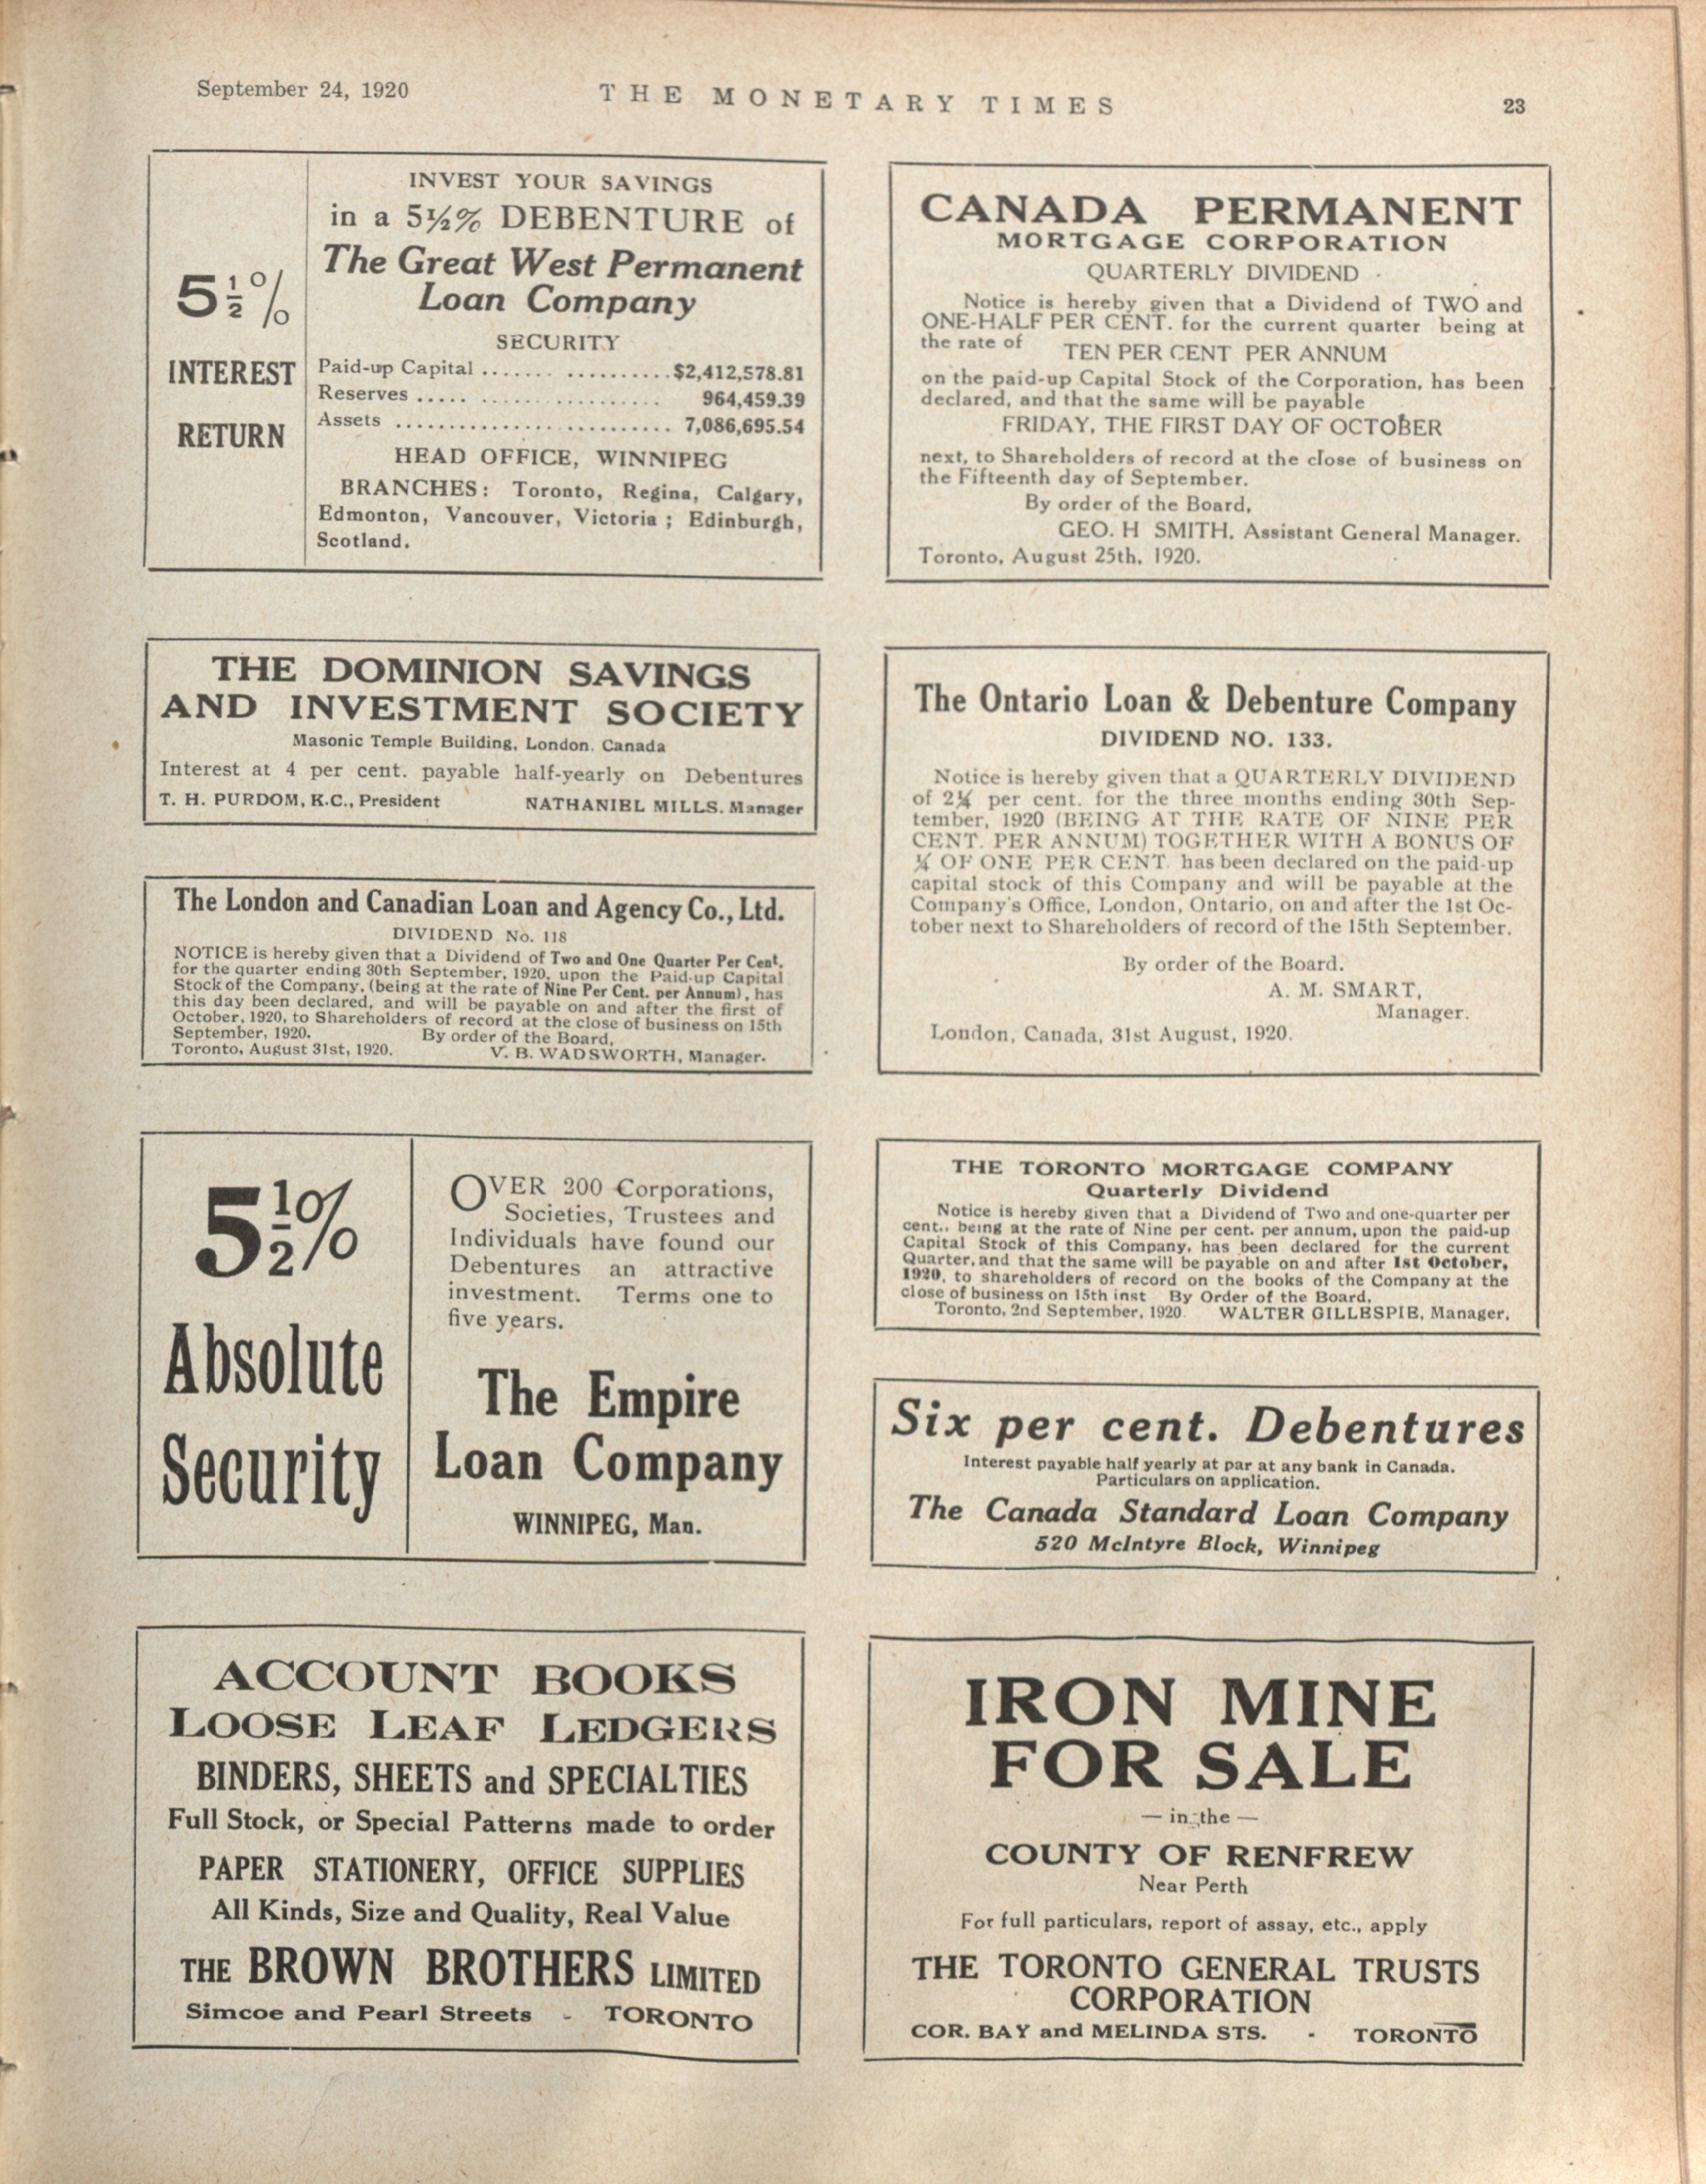 September 24, 1920
THE MONETARY TIMES
23
5½%
INTEREST
RETURN
INVEST YOUR SAVINGS
in a 5½% DEBENTURE of
The Great West Permanent
Loan Company
SECURITY
Paid-up Capital ....... ..........$2,412,578.81
Reserves ..... ................. 964,459.39
Assets .......................... 7,086,695.54
HEAD OFFICE, WINNIPEG
BRANCHES: Toronto, Regina, Calgary,
Edmonton, Vancouver, Victoria; Edinburgh,
Scotland.
THE DOMINION SAVINGS
AND INVESTMENT SOCIETY
Masonic Temple Building, London, Canada
Interest at 4 per cent. payable half-yearly on Debentures
T. H. PURDOM, K.C., President NATHANIEL MILLS, Manager
The London and Canadian Loan and Agency Co., Ltd.
DIVIDEND No. 118
NOTICE is hereby given that a Dividend of Two and One Quarter Per Cent.
for the quarter ending 30th September, 1920, upon the Paid-up Capital
Stock of the Company, (being at the rate of Nine Per Cent. per Annum), has
this day been declared, and will be payable on and after the first of
October, 1920, to Shareholders of record at the close of business on 15th
September, 1920. By order of the Board,
Toronto, August 31st, 1920. V. B. WADSWORTH, Manager.
5½%
Absolute
Security
OVER 200 Corporations,
Societies, Trustees and
Individuals have found our
Debentures an attractive
investment. Terms one to
five years.
The Empire
Loan Company
WINNIPEG, Man.
ACCOUNT BOOKS
LOOSE LEAF LEDGERS
BINDERS, SHEETS and SPECIALTIES
Full Stock, or Special Patterns made to order
PAPER STATIONERY, OFFICE SUPPLIES
All Kinds, Size and Quality, Real Value
THE BROWN BROTHERS LIMITED
Simcoe and Pearl Streets - TORONTO
CANADA PERMANENT
MORTGAGE CORPORATION
QUARTERLY DIVIDEND
Notice is hereby given that a Dividend of TWO and
ONE-HALF PER CENT. for the current quarter being at
the rate of
TEN PER CENT PER ANNUM
on the paid-up Capital Stock of the Corporation, has been
declared, and that the same will be payable
FRIDAY, THE FIRST DAY OF OCTOBER
next, to Shareholders of record at the close of business on
the Fifteenth day of September.
By order of the Board,
GEO. H SMITH, Assistant General Manager.
Toronto, August 25th, 1920.
The Ontario Loan & Debenture Company
DIVIDEND NO. 133.
Notice is hereby given that a QUARTERLY DIVIDEND
of 2¼ per cent. for the three months ending 30th Sep-
tember, 1920 (BEING AT THE RATE OF NINE PER
CENT. PER ANNUM) TOGETHER WITH A BONUS OF
¼ OF ONE PER CENT. has been declared on the paid-up
capital stock of this Company and will be payable at the
Company's Office, London, Ontario, on and after the 1st Oc-
tober next to Shareholders of record of the 15th September.
By order of the Board.
A. M. SMART,
Manager.
London, Canada, 31st August, 1920.
THE TORONTO MORTGAGE COMPANY
Quarterly Dividend
Notice is hereby given that a Dividend of Two and one-quarter per
cent., being at the rate of Nine per cent. per annum, upon the paid-up
Capital Stock of this Company, has been declared for the current
Quarter, and that the same will be payable on and after 1st October,
1920, to shareholders of record on the books of the Company at the
close of business on 15th inst By Order of the Board,
Toronto, 2nd September, 1920. WALTER GILLESPIE, Manager.
Six per cent. Debentures
Interest payable half yearly at par at any bank in Canada.
Particulars on application.
The Canada Standard Loan Company
520 McIntyre Block, Winnipeg
IRON MINE
FOR SALE
— in the —
COUNTY OF RENFREW
Near Perth
For full particulars, report of assay, etc., apply
THE TORONTO GENERAL TRUSTS
CORPORATION
COR. BAY and MELINDA STS. - TORONTO